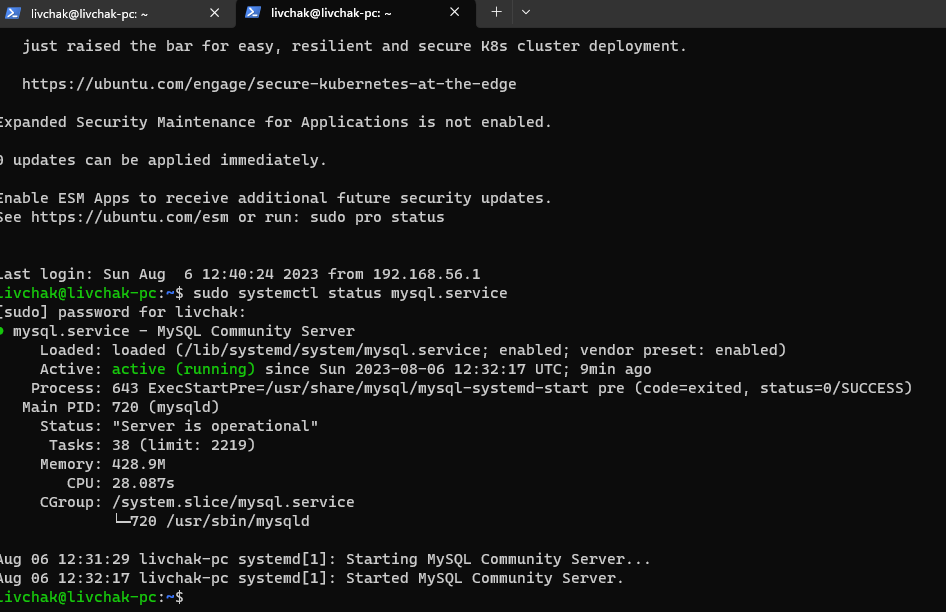 livchak@livchak-pc: ~
livchak@livchak-pc: ~
just raised the bar for easy, resilient and secure K8s cluster deployment.
https://ubuntu.com/engage/secure-kubernetes-at-the-edge
Expanded Security Maintenance for Applications is not enabled.
0 updates can be applied immediately.
Enable ESM Apps to receive additional future security updates.
See https://ubuntu.com/esm or run: sudo pro status
Last login: Sun Aug  6 12:40:24 2023 from 192.168.56.1
livchak@livchak-pc:~$ sudo systemctl status mysql.service
[sudo] password for livchak:
● mysql.service - MySQL Community Server
Loaded: loaded (/lib/systemd/system/mysql.service; enabled; vendor preset: enabled)
Active: active (running) since Sun 2023-08-06 12:32:17 UTC; 9min ago
Process: 643 ExecStartPre=/usr/share/mysql/mysql-systemd-start pre (code=exited, status=0/SUCCESS)
Main PID: 720 (mysqld)
Status: "Server is operational"
Tasks: 38 (limit: 2219)
Memory: 428.9M
CPU: 28.087s
CGroup: /system.slice/mysql.service
└─720 /usr/sbin/mysqld
Aug 06 12:31:29 livchak-pc systemd[1]: Starting MySQL Community Server...
Aug 06 12:32:17 livchak-pc systemd[1]: Started MySQL Community Server.
livchak@livchak-pc:~$